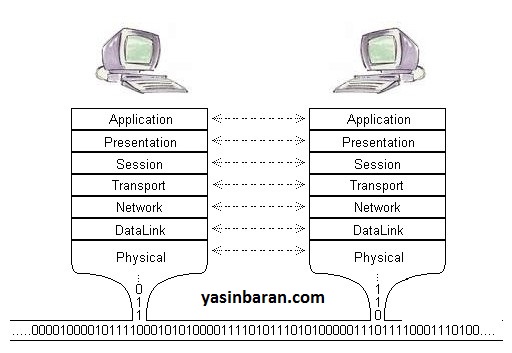 Application Application
Presentation Presentation
Session Session
Transport Transport
Network Network
DataLink DataLink
Physical Physical
0 1
1 1
1 0
yasinbaran.com
.....0000100001011110001010100001111010111010100000111011110001110100....